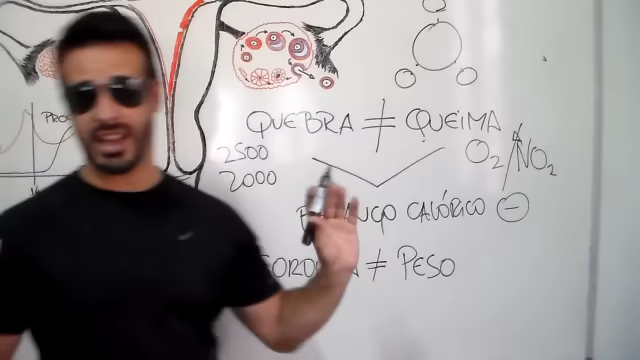 QUEBRA ≠ QUEIMA
2500
2000
O₂/NO₂
CALÓRICO ⊖
≠ PESO